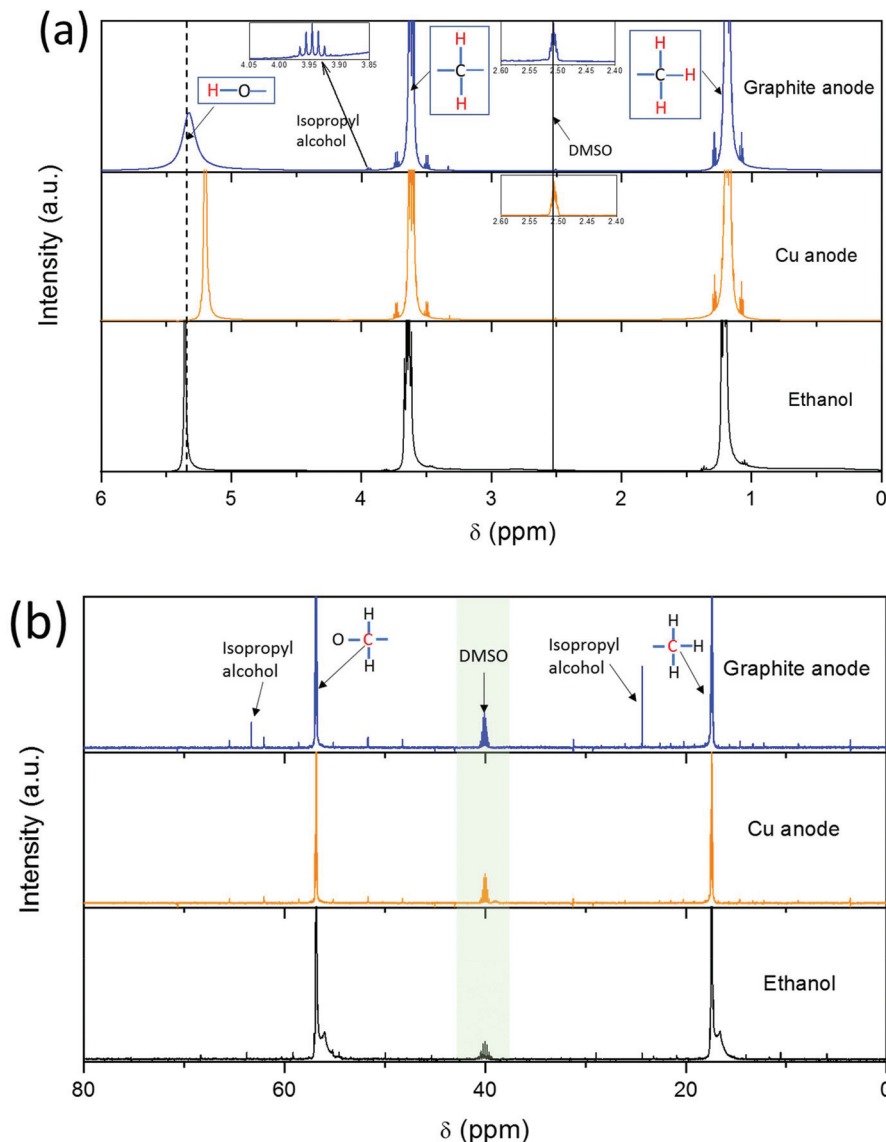 (a)
4.05 4.00 3.95 3.90 3.85
2.60 2.55 2.50 2.45 2.40
H
C
H
H
C H
H
Graphite anode
H O
Isopropyl
alcohol
DMSO
2.60 2.55 2.50 2.45 2.40
Cu anode
Ethanol
Intensity (a.u.)
6 5 4 3 2 1 0
δ (ppm)
(b)
H
O C
H
Isopropyl
alcohol
DMSO
Isopropyl
alcohol
H
C H
H
Graphite anode
Cu anode
Ethanol
Intensity (a.u.)
80 60 40 20 0
δ (ppm)